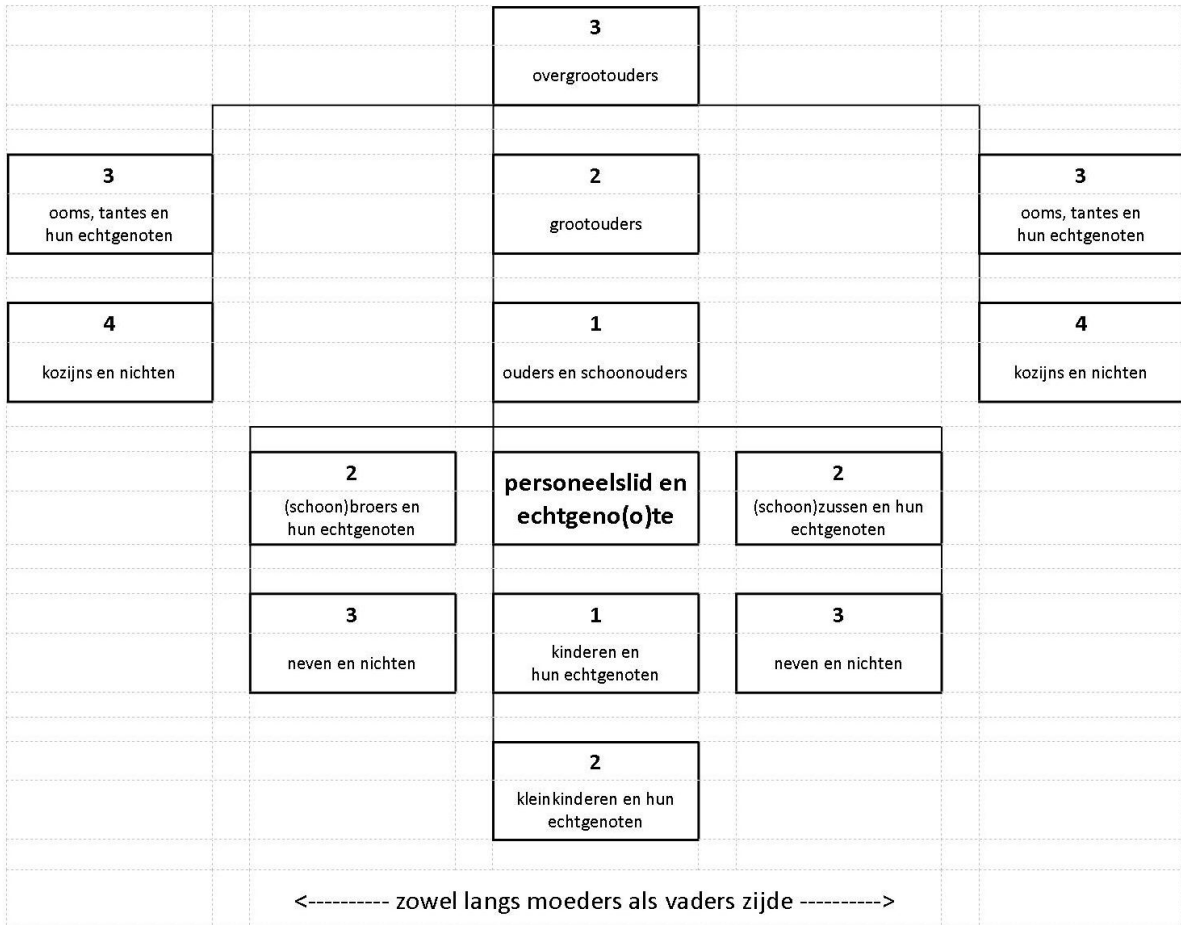 3
overgrootouders
3
ooms, tantes en
hun echtgenoten
2
grootouders
3
ooms, tantes en
hun echtgenoten
4
kozijns en nichten
1
ouders en schoonouders
4
kozijns en nichten
2
(schoon)broers en
hun echtgenoten
personeelslid en
echtgeno(o)te
2
(schoon)zussen en hun
echtgenoten
3
neven en nichten
1
kinderen en
hun echtgenoten
3
neven en nichten
2
kleinkinderen en hun
echtgenoten
<---------- zowel langs moeders als vaders zijde ---------->